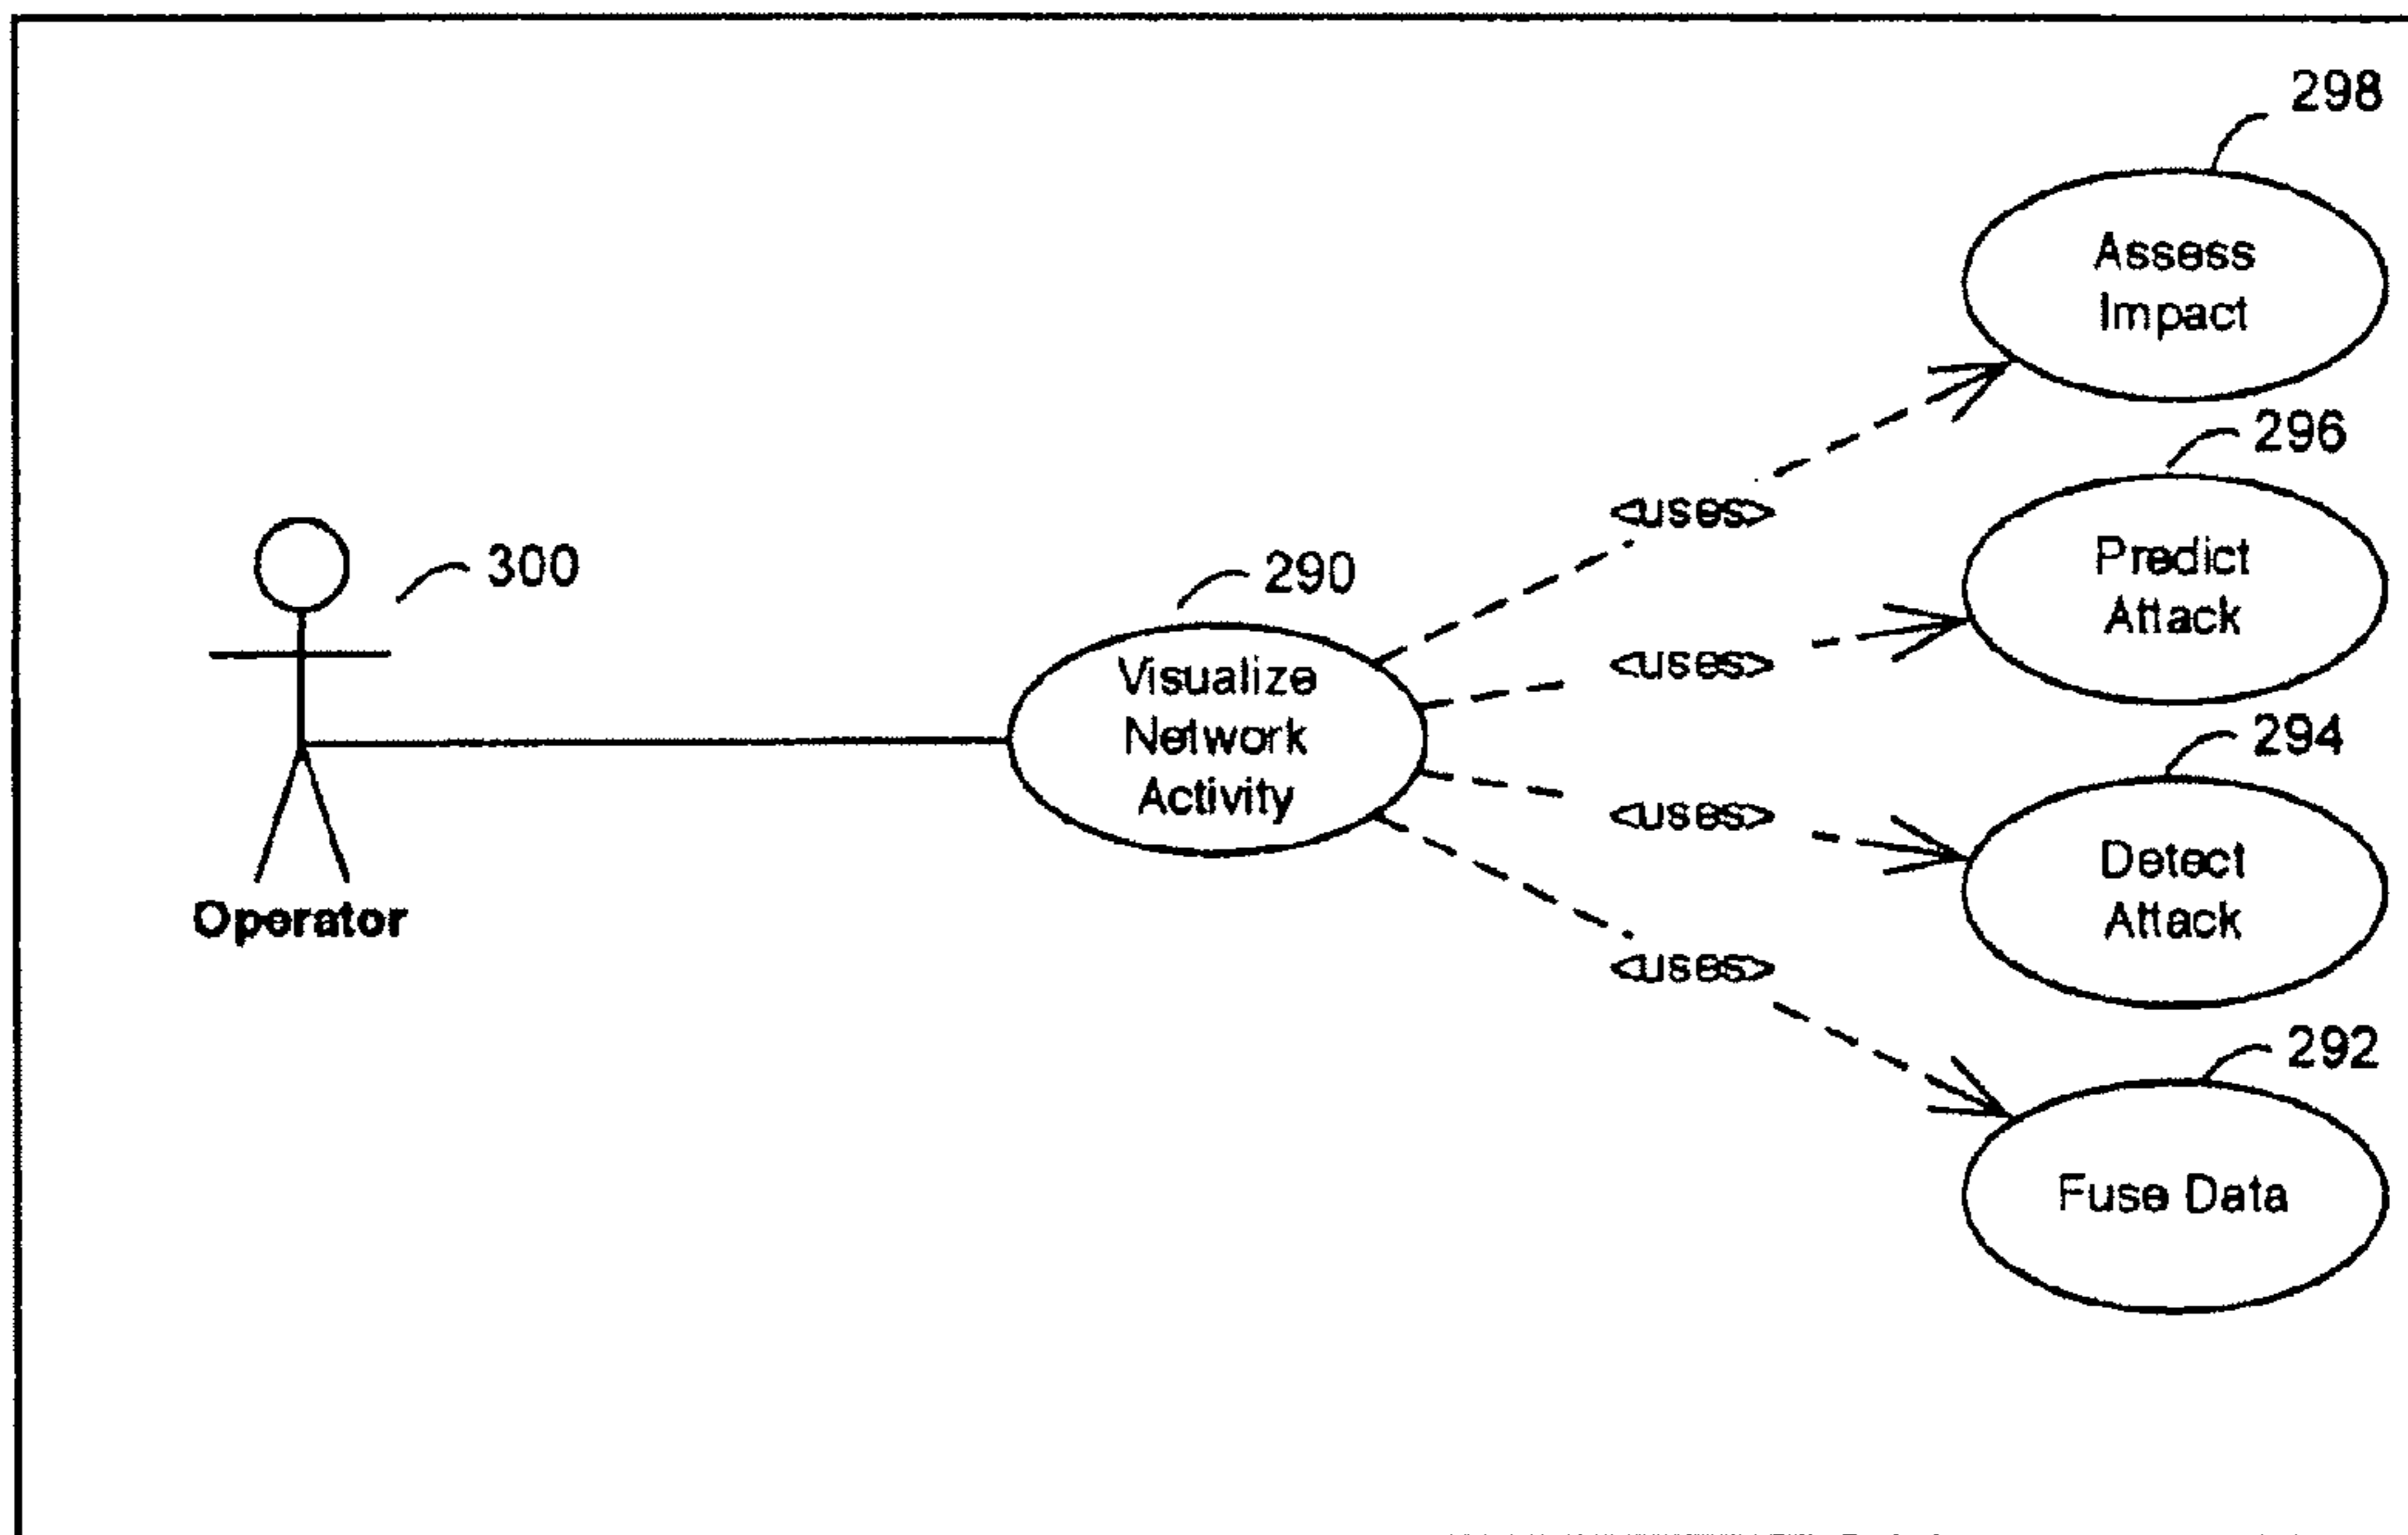 298
Assess
Impact
296
<uses>
300
290
Predict
Attack
Visualize
Network
Activity
<uses>
294
<uses>
Detect
Attack
Operator
<uses>
292
Fuse Data